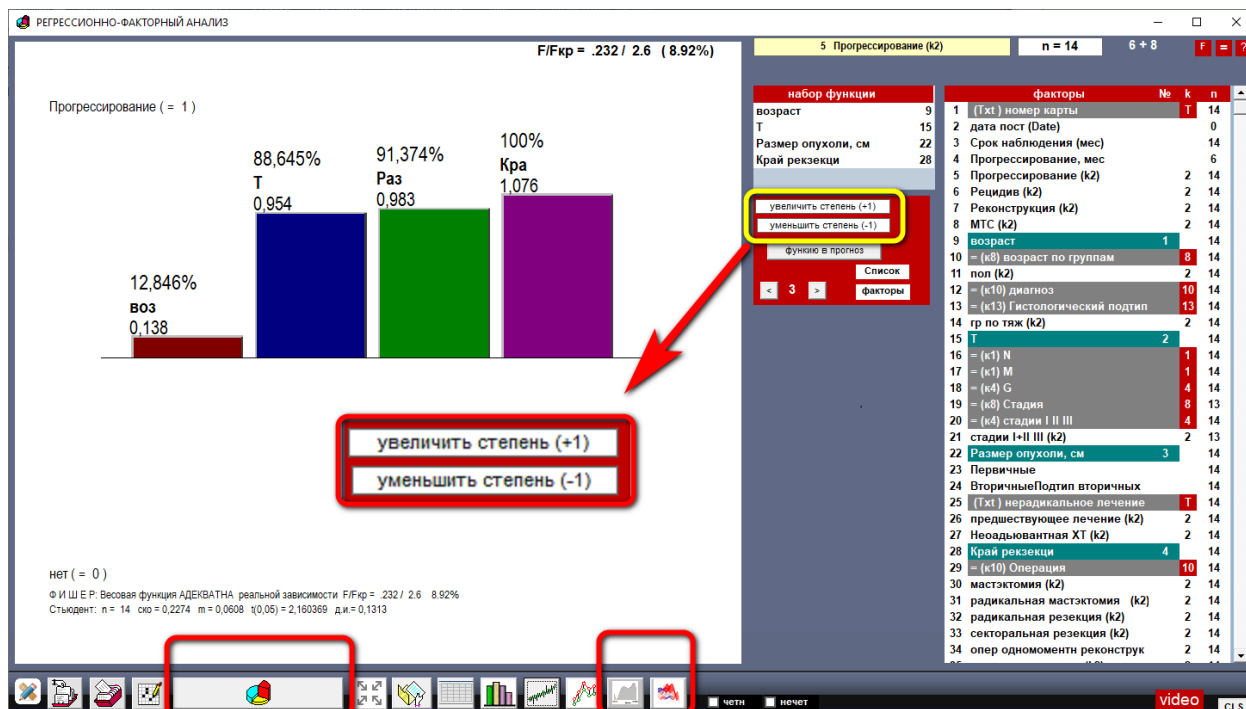 РЕГРЕССИОННО-ФАКТОРНЫЙ АНАЛИЗ
F/Fкр = .232 / 2.6 ( 8.92%)
5 Прогрессирование (k2)
n = 14
6 + 8
F
=
?
Прогрессирование ( = 1 )
12,846%
воз
0,138
88,645%
Т
0,954
91,374%
Раз
0,983
100%
Кра
1,076
увеличить степень (+1)
уменьшить степень (-1)
нет ( = 0 )
Ф И Ш Е Р: Весовая функция АДЕКВАТНА реальной зависимости F/Fкр = .232 / 2.6 8.92%
Стьюдент: n = 14 ско = 0,2274 m = 0,0608 t(0,05) = 2,160369 д.и.= 0,1313
набор функции
возраст 9
Т 15
Размер опухоли, см 22
Край рекзекци 28
увеличить степень (+1)
уменьшить степень (-1)
функию в прогноз
Список
< 3 > факторы
факторы № k n
1 (Txt ) номер карты T 14
2 дата пост (Date) 0
3 Срок наблюдения (мес) 14
4 Прогрессирование, мес 6
5 Прогрессирование (k2) 2 14
6 Рецидив (k2) 2 14
7 Реконструкция (k2) 2 14
8 МТС (k2) 2 14
9 возраст 1 14
10 = (к8) возраст по группам 8 14
11 пол (k2) 2 14
12 = (к10) диагноз 10 14
13 = (к13) Гистологический подтип 13 14
14 гр по тяж (k2) 2 14
15 Т 2 14
16 = (к1) N 1 14
17 = (к1) M 1 14
18 = (к4) G 4 14
19 = (к8) Стадия 8 13
20 = (к4) стадии I II III 4 14
21 стадии I+II III (k2) 2 13
22 Размер опухоли, см 3 14
23 Первичные 14
24 ВторичныеПодтип вторичных 14
25 (Txt ) нерадикальное лечение T 14
26 предшествующее лечение (k2) 2 14
27 Неоадьювантная ХТ (k2) 2 14
28 Край рекзекци 4 14
29 = (к10) Операция 10 14
30 мастэктомия (k2) 2 14
31 радикальная мастэктомия (k2) 2 14
32 радикальная резекция (k2) 2 14
33 секторальная резекция (k2) 2 14
34 опер одномоментн реконструк 2 14
четн
нечет
video
CLS